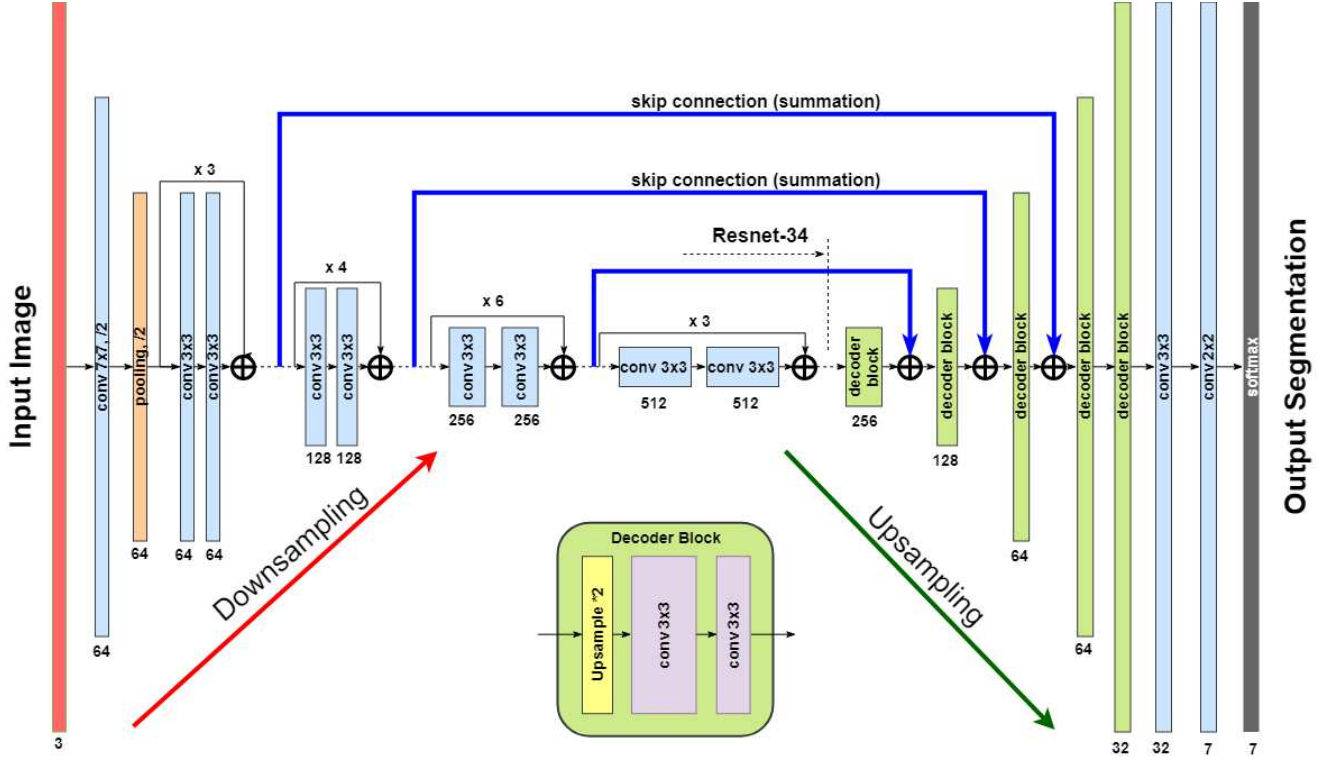 Input Image
3
conv 7x7, /2
64
pooling, /2
64
x 3
conv 3x3
64
conv 3x3
64
x 4
conv 3x3
128
conv 3x3
128
x 6
conv 3x3
256
conv 3x3
256
x 3
conv 3x3
512
conv 3x3
512
skip connection (summation)
skip connection (summation)
Resnet-34
decoder
block
256
decoder block
128
decoder block
64
decoder block
64
decoder block
32
conv 3x3
32
conv 2x2
7
softmax
7
Output Segmentation
Downsampling
Upsampling
Decoder Block
Upsample *2
conv 3x3
conv 3x3